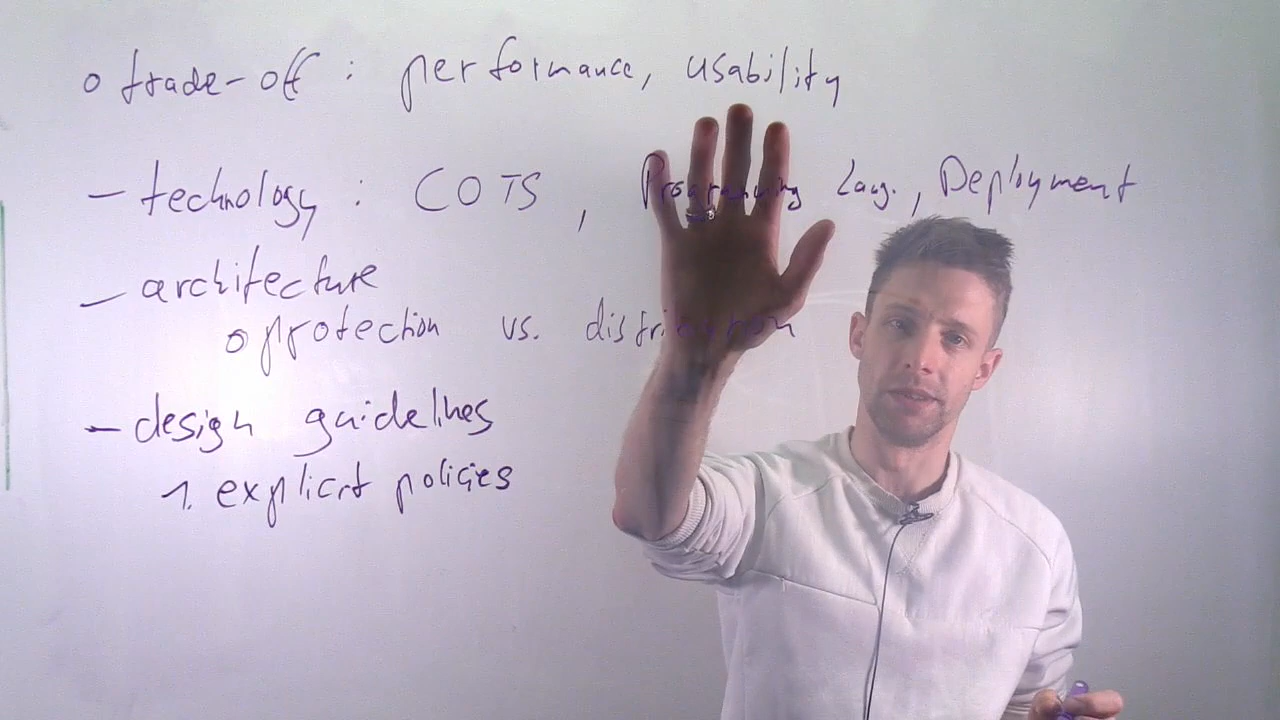 o trade-off : performance, usability
- technology : COTS , Programming Lang. , Deployment
- architecture
o protection vs. distribution
- design guidelines
1. explicit policies